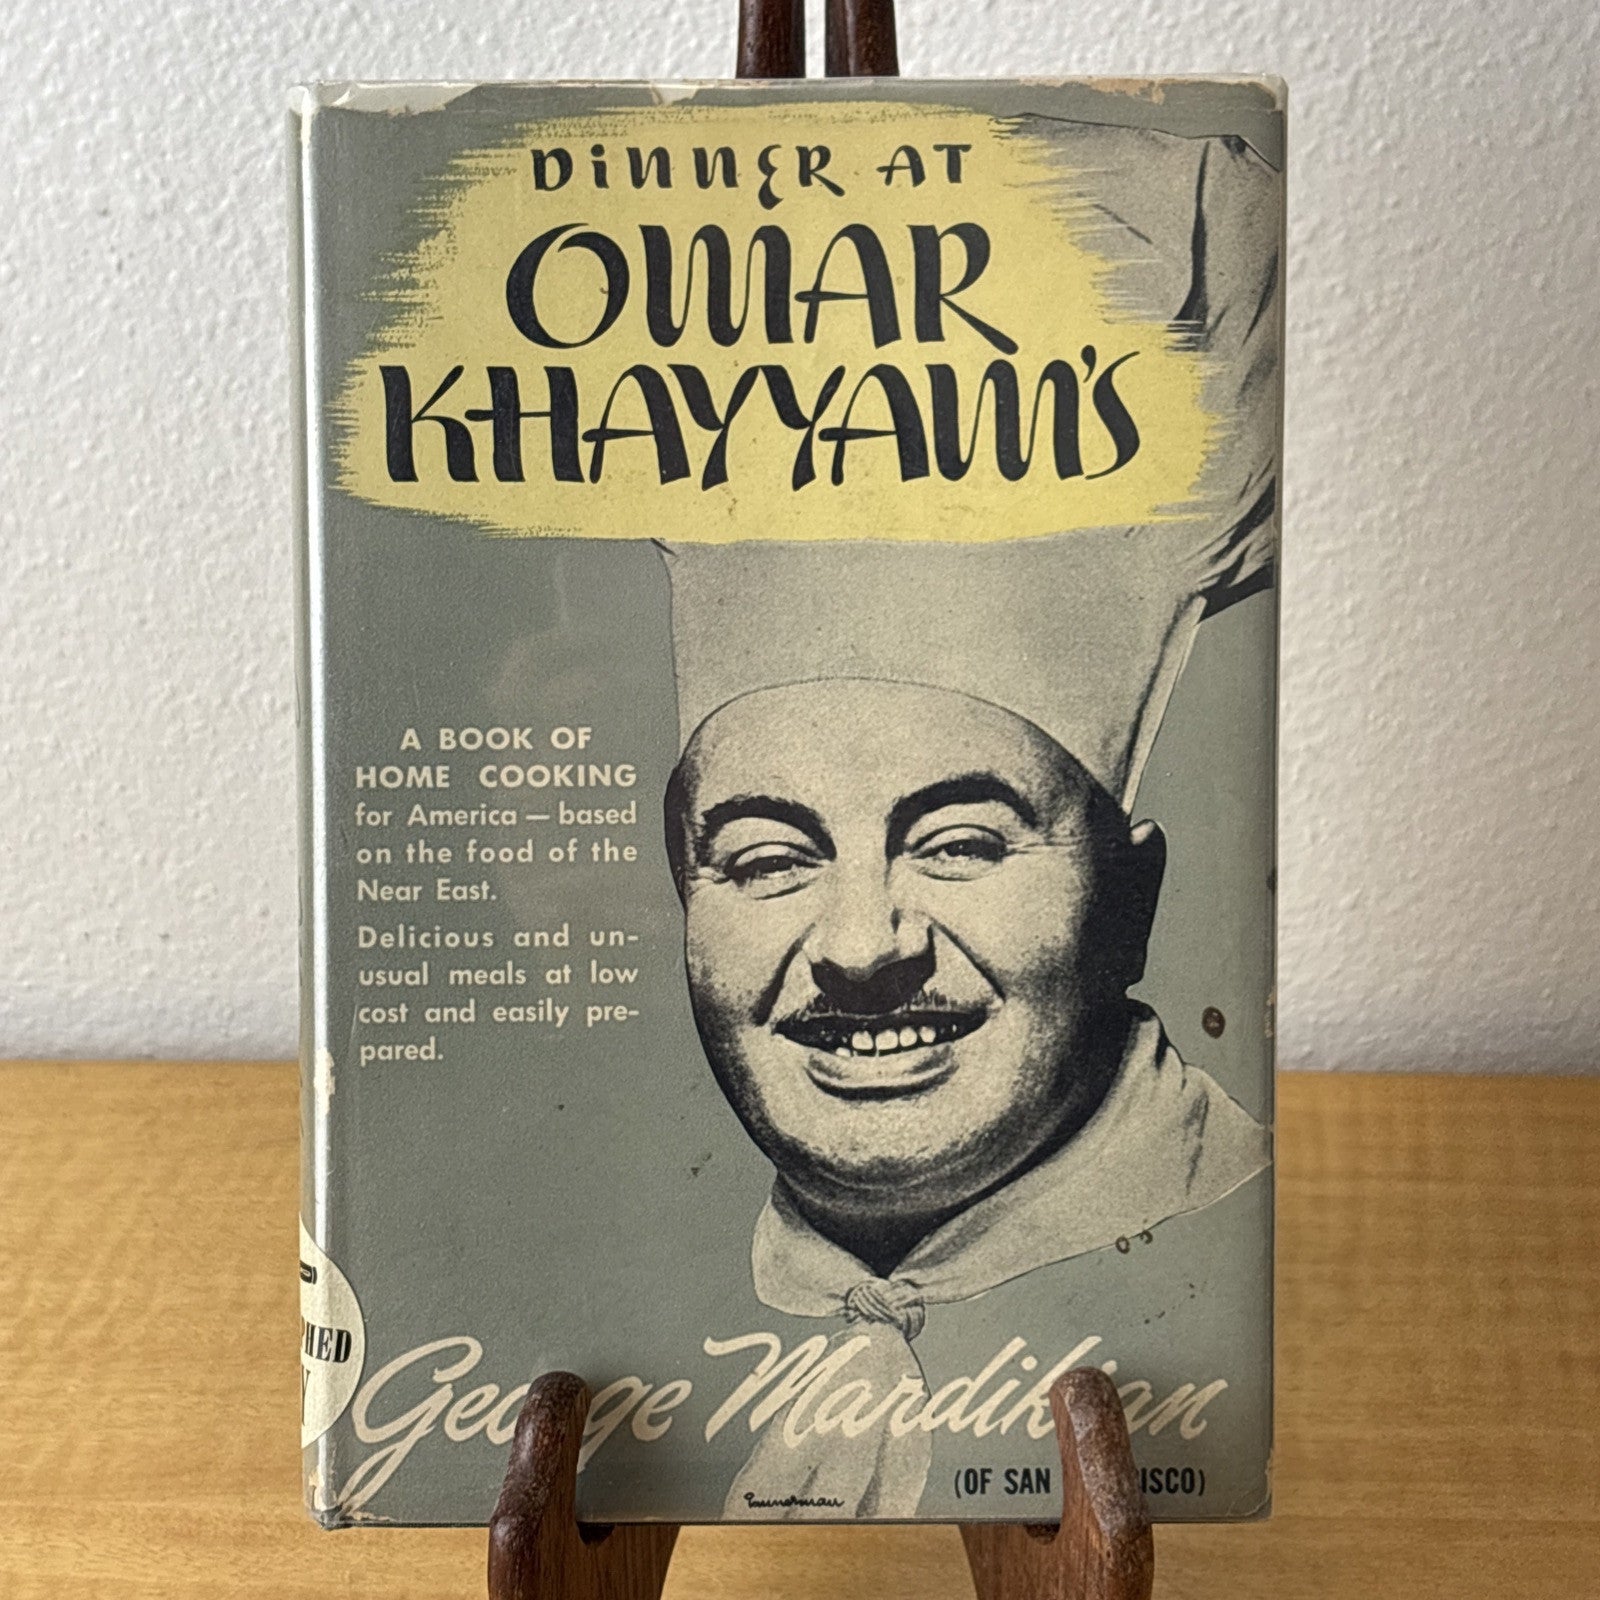 DINNER AT
OMAR
KHAYYAM'S
A BOOK OF
HOME COOKING
for America — based
on the food of the
Near East.
Delicious and un-
usual meals at low
cost and easily pre-
pared.
PHED
George Mardikian
(OF SAN ISCO)